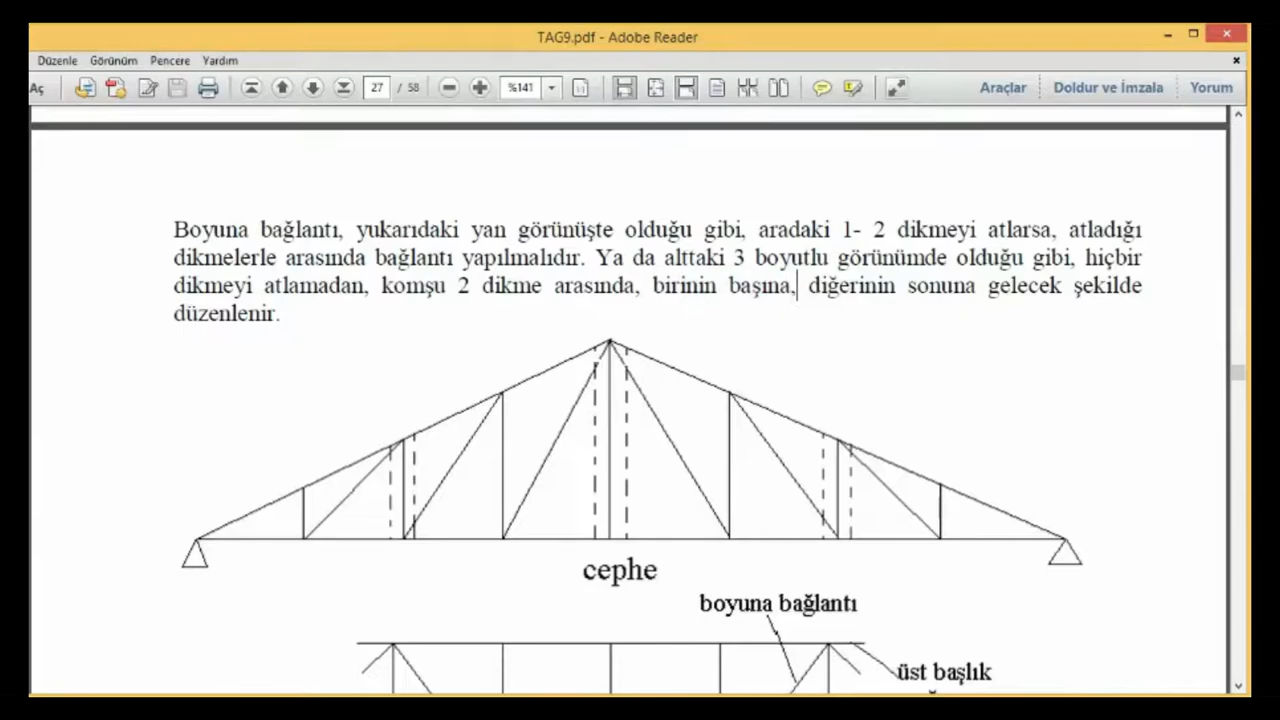 TAG9.pdf - Adobe Reader
Düzenle Görünüm Pencere Yardım
Aç 27 / 58 %141 Araçlar Doldur ve İmzala Yorum
Boyuna bağlantı, yukarıdaki yan görünüşte olduğu gibi, aradaki 1- 2 dikmeyi atlarsa, atladığı
dikmelerle arasında bağlantı yapılmalıdır. Ya da alttaki 3 boyutlu görünümde olduğu gibi, hiçbir
dikmeyi atlamadan, komşu 2 dikme arasında, birinin başına, diğerinin sonuna gelecek şekilde
düzenlenir.
cephe
boyuna bağlantı
üst başlık